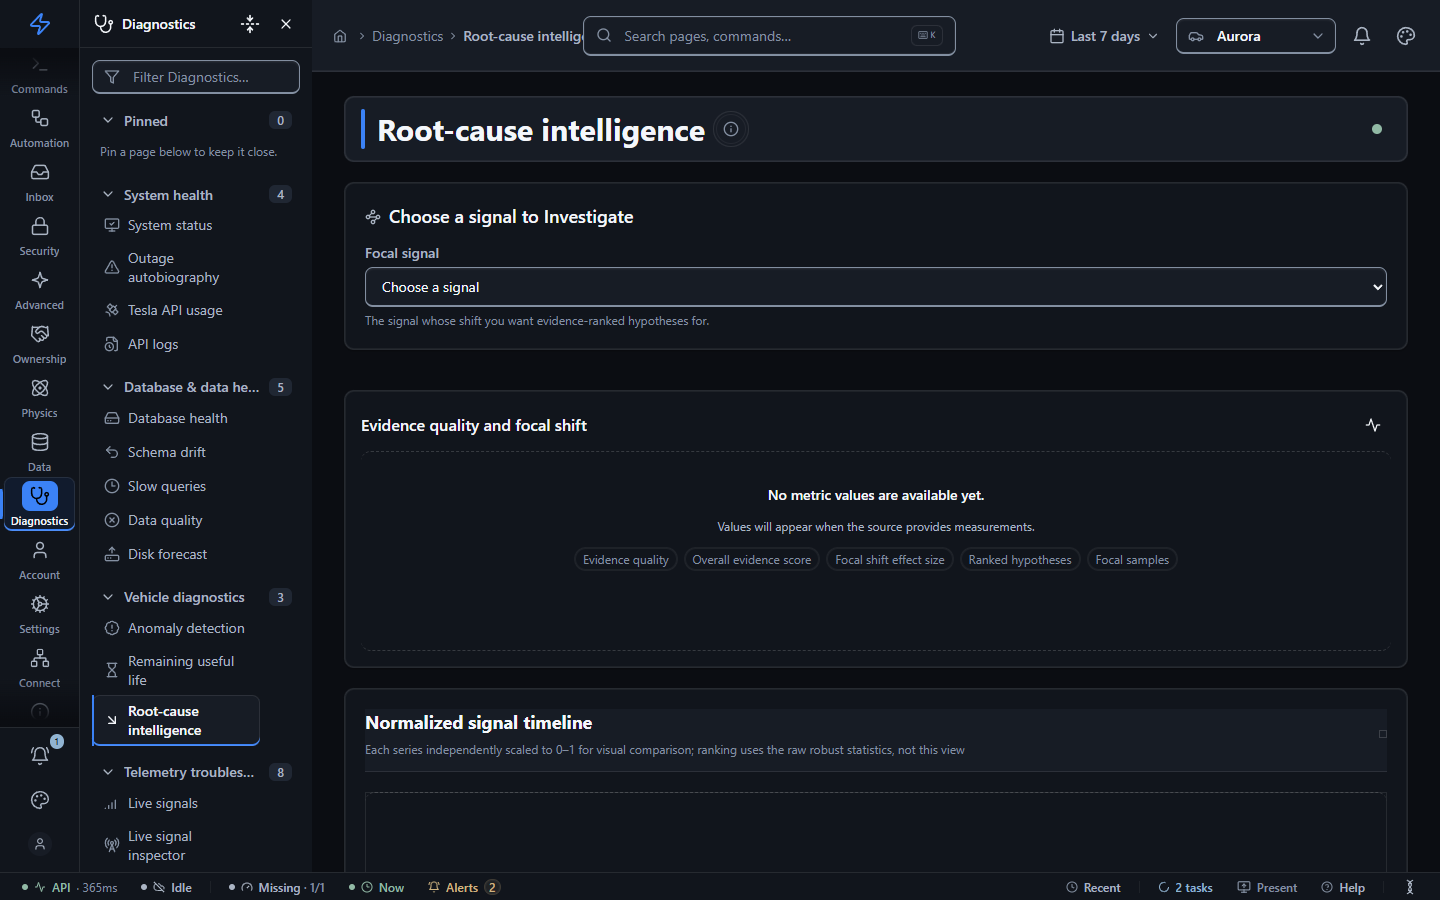 Commands
Automation
Inbox
Security
Advanced
Ownership
Physics
Data
Diagnostics
Account
Settings
Connect
1
Diagnostics
Filter Diagnostics...
Pinned 0
Pin a page below to keep it close.
System health 4
System status
Outage
autobiography
Tesla API usage
API logs
Database & data he... 5
Database health
Schema drift
Slow queries
Data quality
Disk forecast
Vehicle diagnostics 3
Anomaly detection
Remaining useful
life
Root-cause
intelligence
Telemetry troubles... 8
Live signals
Live signal
inspector
Diagnostics Root-cause intellig
Search pages, commands... K
Last 7 days
Aurora
Root-cause intelligence
Choose a signal to Investigate
Focal signal
Choose a signal
The signal whose shift you want evidence-ranked hypotheses for.
Evidence quality and focal shift
No metric values are available yet.
Values will appear when the source provides measurements.
Evidence quality Overall evidence score Focal shift effect size Ranked hypotheses Focal samples
Normalized signal timeline
Each series independently scaled to 0–1 for visual comparison; ranking uses the raw robust statistics, not this view
API · 365ms Idle Missing · 1/1 Now Alerts 2 Recent 2 tasks Present Help